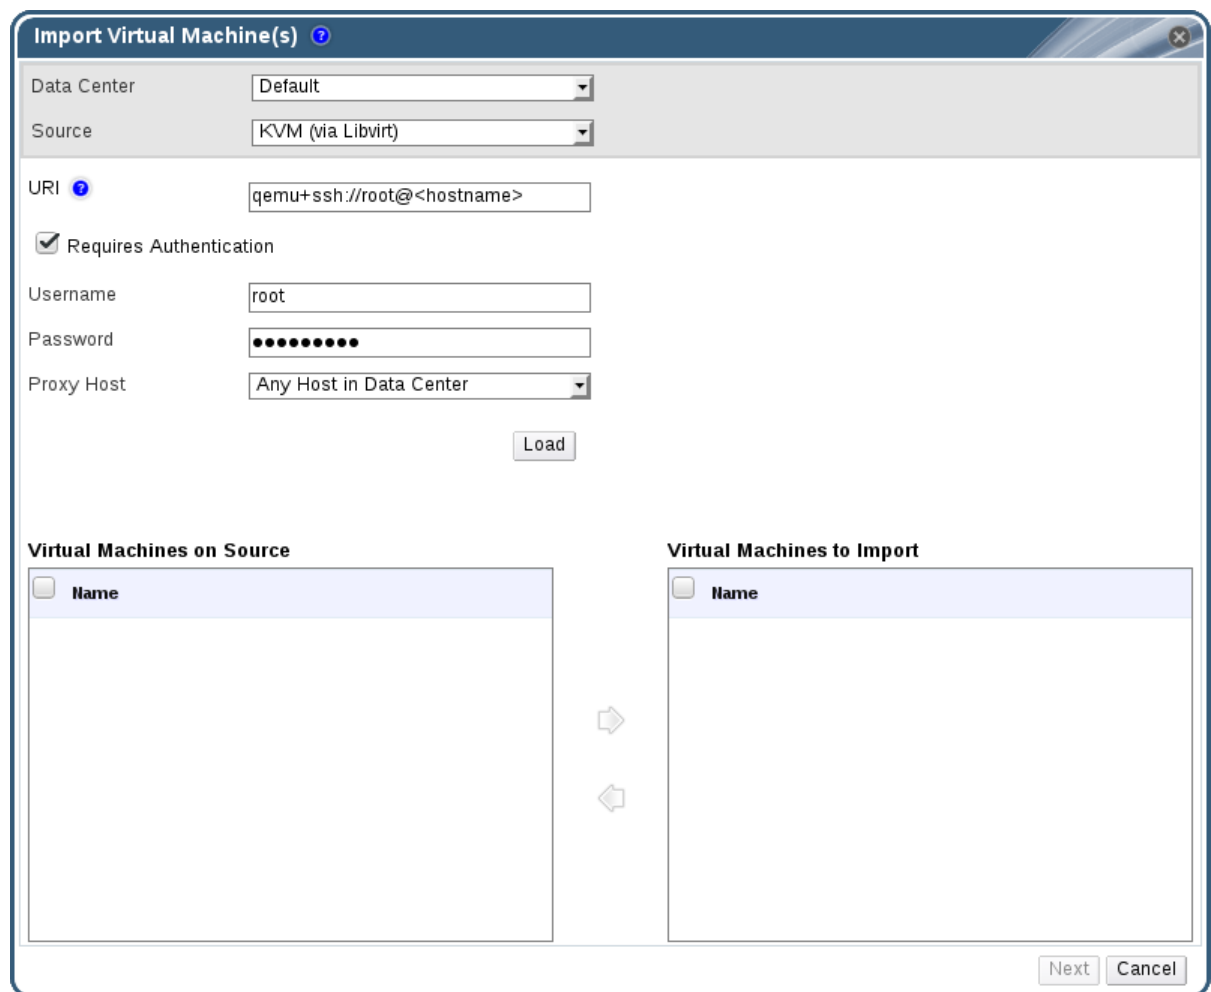 Import Virtual Machine(s) ?
Data Center Default
Source KVM (via Libvirt)
URI ? qemu+ssh://root@<hostname>
Requires Authentication
Username root
Password ●●●●●●●●●
Proxy Host Any Host in Data Center
Load
Virtual Machines on Source Virtual Machines to Import
Name Name
Next Cancel